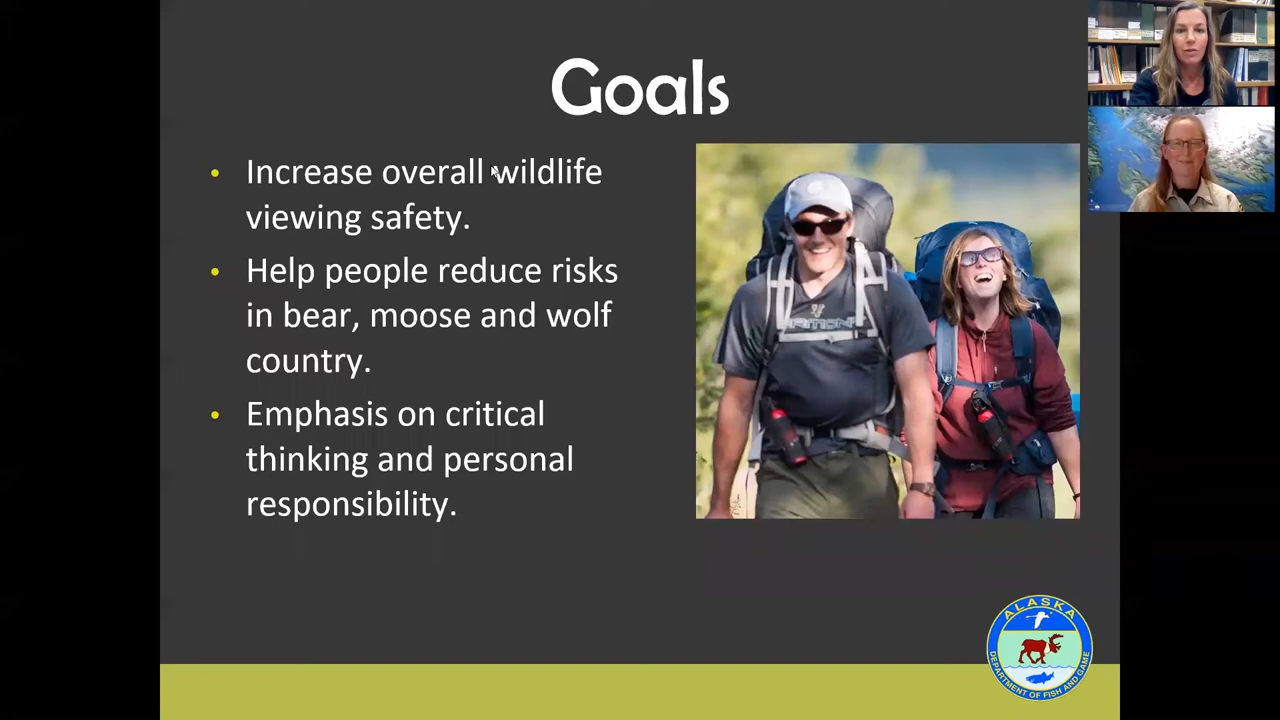 Goals
• Increase overall wildlife
viewing safety.
• Help people reduce risks
in bear, moose and wolf
country.
• Emphasis on critical
thinking and personal
responsibility.
ALASKA
DEPARTMENT OF FISH AND GAME